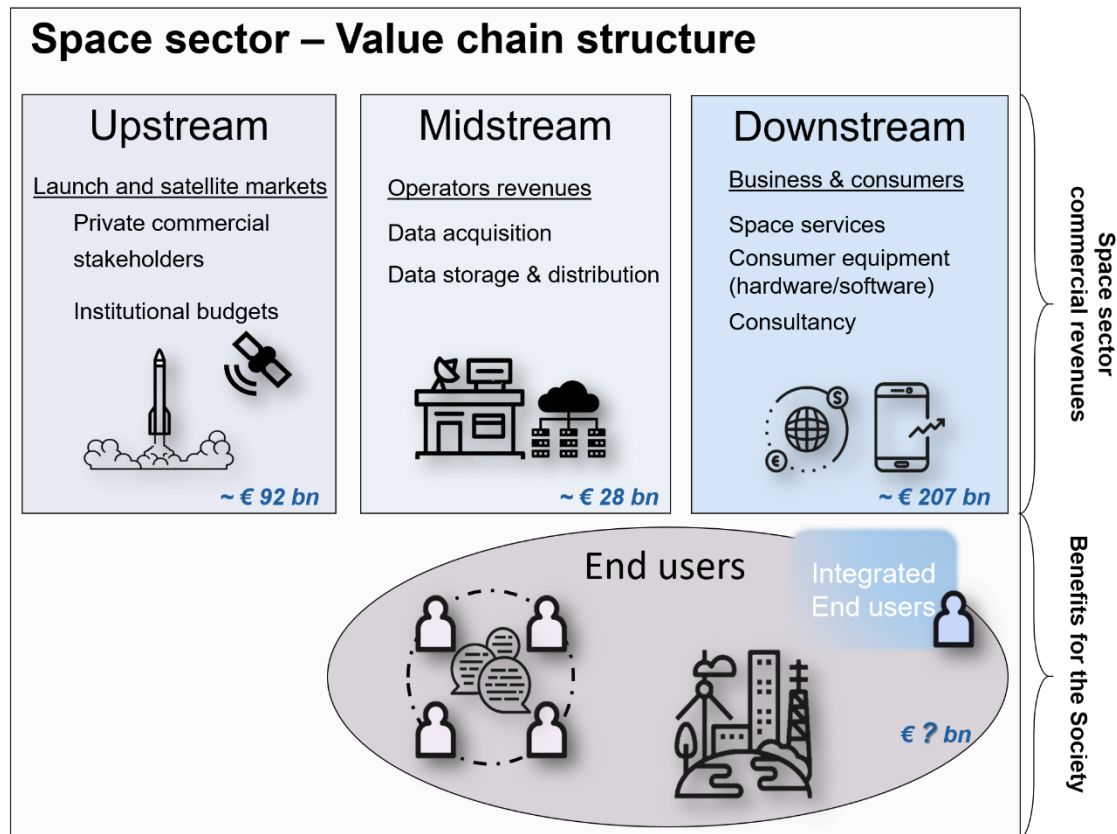 Space sector – Value chain structure
Upstream
Launch and satellite markets
Private commercial
stakeholders
Institutional budgets
~ € 92 bn
Midstream
Operators revenues
Data acquisition
Data storage & distribution
~ € 28 bn
Downstream
Business & consumers
Space services
Consumer equipment
(hardware/software)
Consultancy
$
€
~ € 207 bn
Space sector
commercial revenues
End users
Integrated
End users
€ ? bn
Benefits for the Society